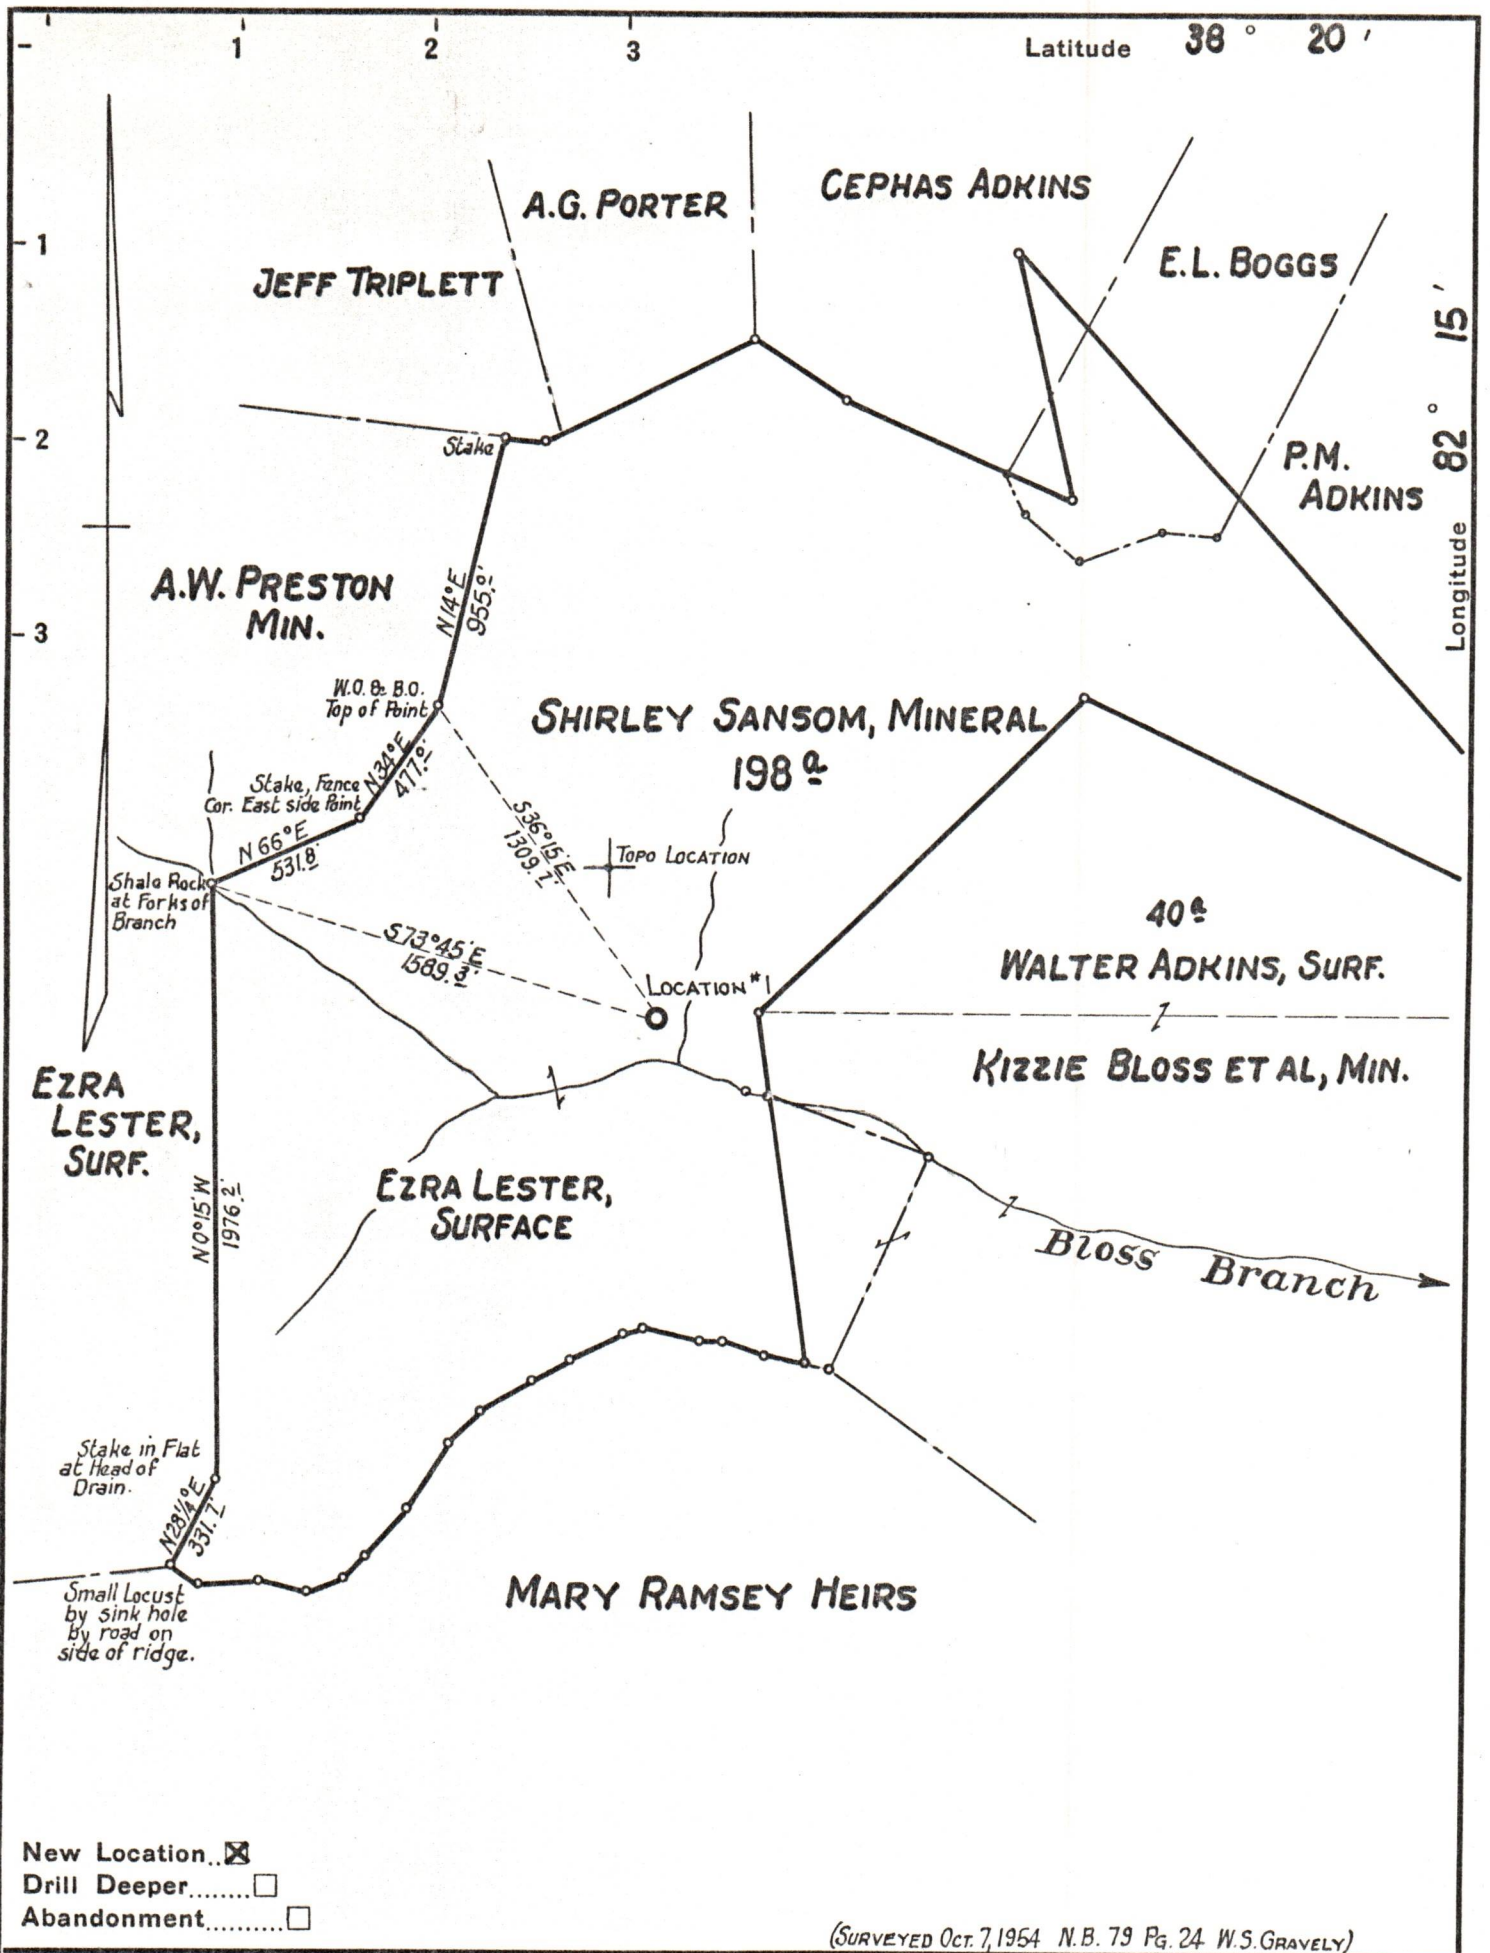 1 2 3 Latitude 38° 20'
1
2
3
Longitude 82° 15'
A.G. PORTER
CEPHAS ADKINS
E.L. BOGGS
JEFF TRIPLETT
Stake
P.M.
ADKINS
A.W. PRESTON
MIN.
N14°E
955.0'
W.O. & B.O.
Top of Point
SHIRLEY SANSOM, MINERAL
198 a
N34°E
477.0'
Stake, Fence
Cor. East side Point
N 66°E
531.8'
S36°15'E
1309.7'
TOPO LOCATION
Shale Rock
at Forks of
Branch
S73°45'E
1589.3'
LOCATION #1
40 a
WALTER ADKINS, SURF.
KIZZIE BLOSS ET AL, MIN.
EZRA
LESTER,
SURF.
EZRA LESTER,
SURFACE
N0°15'W
1976.2'
Bloss Branch
Stake in Flat
at Head of
Drain.
N28¼°E
331.7'
Small Locust
by sink hole
by road on
side of ridge.
MARY RAMSEY HEIRS
New Location..☒
Drill Deeper.......☐
Abandonment..........☐
(SURVEYED OCT. 7, 1954 N.B. 79 PG. 24 W.S. GRAVELY)